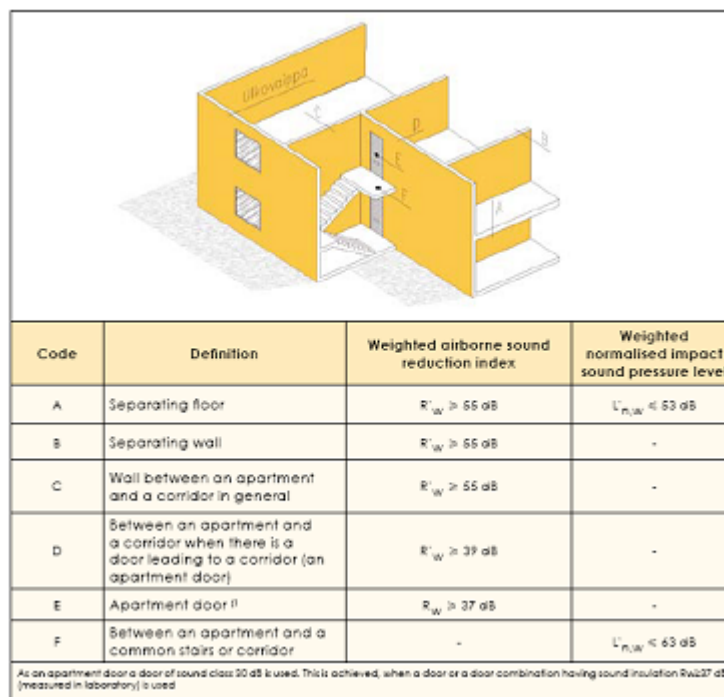 Ulkovaippa
C
D
B
E
F
A
Code
Definition
Weighted airborne sound
reduction index
Weighted
normalised impact
sound pressure level
A
Separating floor
R'w ≥ 55 dB
L'n,w ≤ 53 dB
B
Separating wall
R'w ≥ 55 dB
-
C
Wall between an apartment
and a corridor in general
R'w ≥ 55 dB
-
D
Between an apartment and
a corridor when there is a
door leading to a corridor (an
apartment door)
R'w ≥ 39 dB
-
E
Apartment door 1)
Rw ≥ 37 dB
-
F
Between an apartment and a
common stairs or corridor
-
L'n,w ≤ 63 dB
As an apartment door a door of sound class 30 dB is used. This is achieved, when a door or a door combination having sound insulation Rw≥37 dB
(measured in laboratory) is used